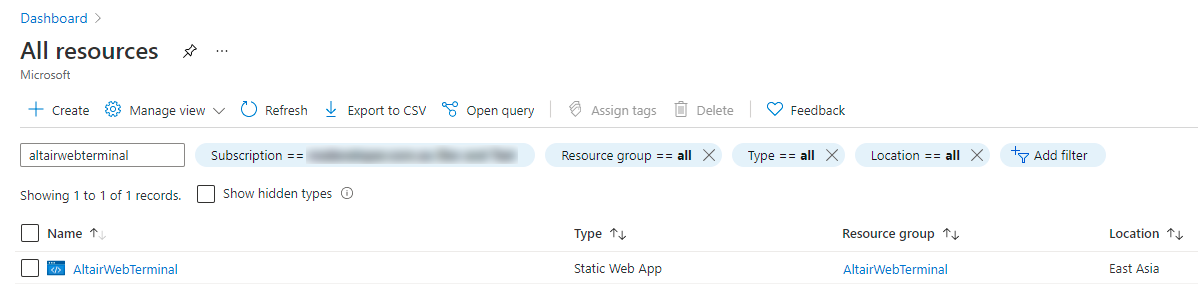 Dashboard >
All resources ...
Microsoft
+ Create Manage view Refresh Export to CSV Open query Assign tags Delete Feedback
altairwebterminal Subscription == Resource group == all Type == all Location == all Add filter
Showing 1 to 1 of 1 records. Show hidden types
Name Type Resource group Location
AltairWebTerminal Static Web App AltairWebTerminal East Asia